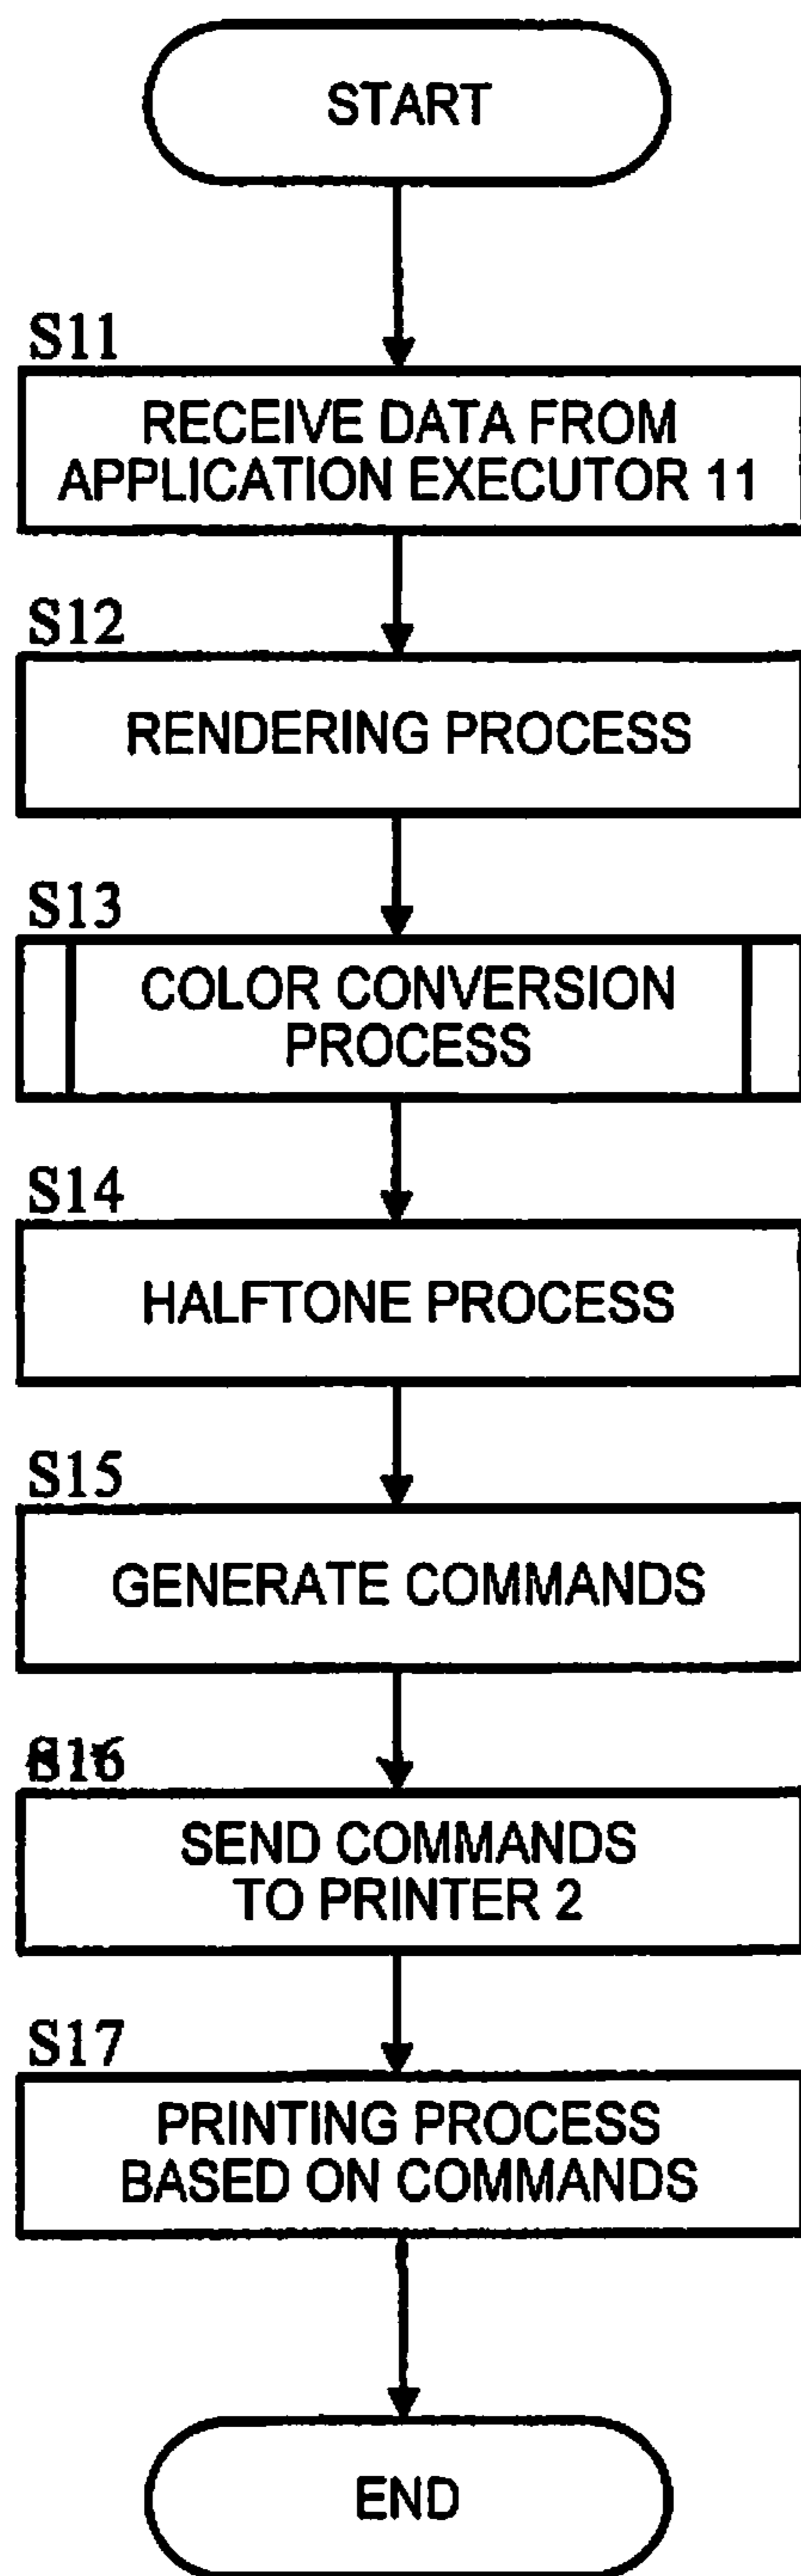 START
S11
RECEIVE DATA FROM
APPLICATION EXECUTOR 11
S12
RENDERING PROCESS
S13
COLOR CONVERSION
PROCESS
S14
HALFTONE PROCESS
S15
GENERATE COMMANDS
S16
SEND COMMANDS
TO PRINTER 2
S17
PRINTING PROCESS
BASED ON COMMANDS
END